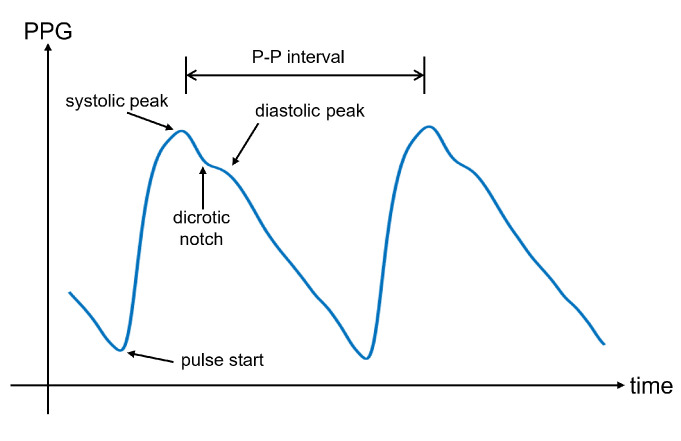 PPG
P-P interval
systolic peak
diastolic peak
dicrotic
notch
pulse start
time